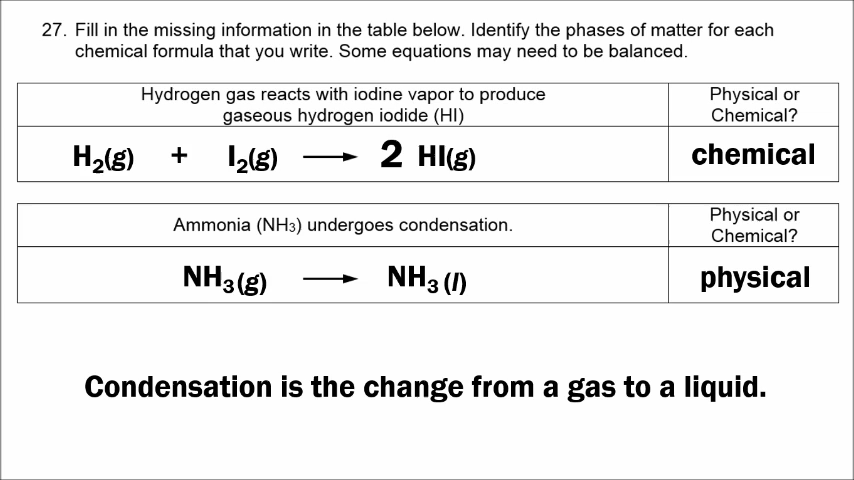 27. Fill in the missing information in the table below. Identify the phases of matter for each
chemical formula that you write. Some equations may need to be balanced.
Hydrogen gas reacts with iodine vapor to produce
gaseous hydrogen iodide (HI)
Physical or
Chemical?
H₂(g) + I₂(g) ⟶ 2 HI(g)
chemical
Ammonia (NH₃) undergoes condensation.
Physical or
Chemical?
NH₃(g) ⟶ NH₃(l)
physical
Condensation is the change from a gas to a liquid.